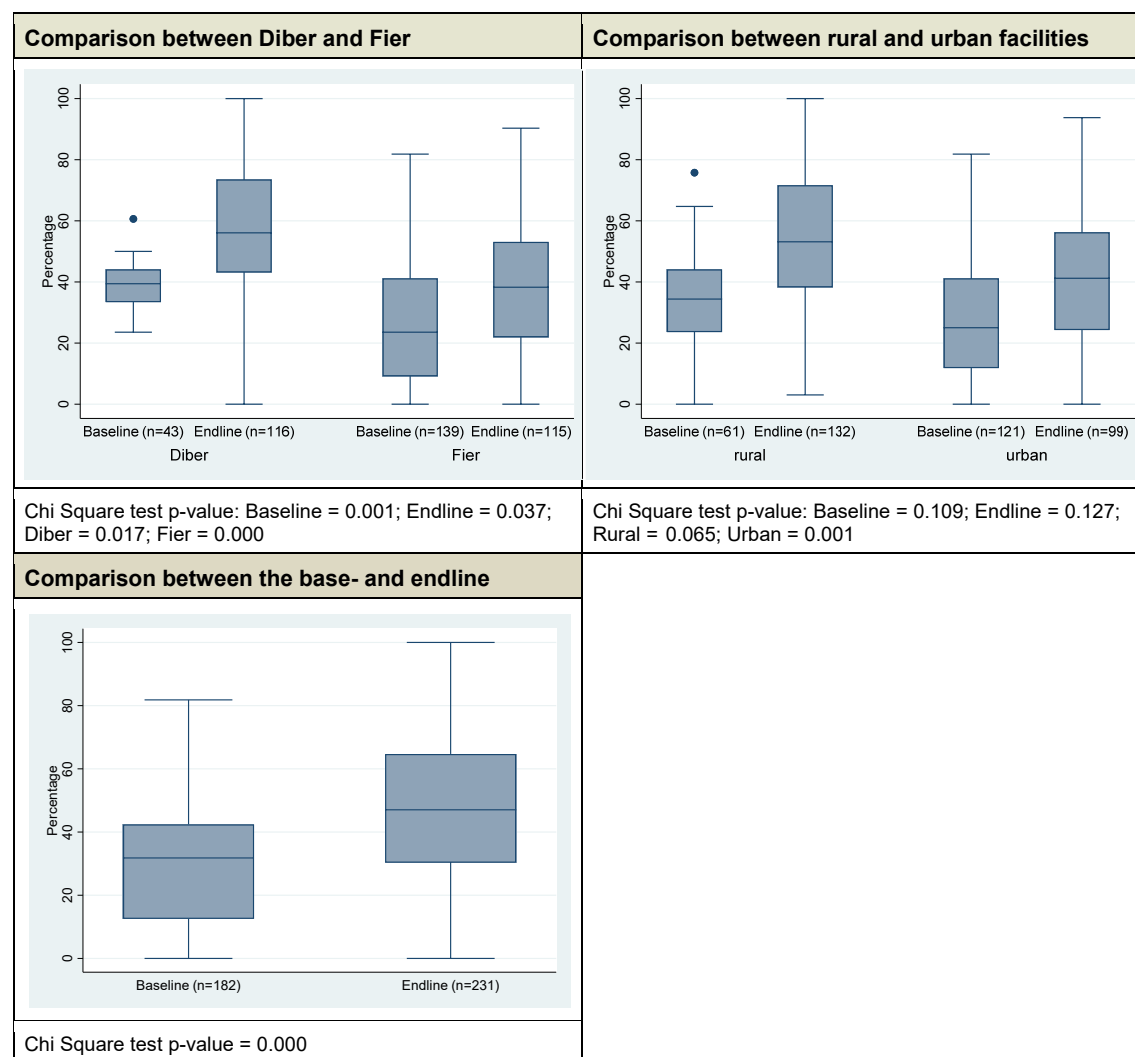 Comparison between Diber and Fier
Comparison between rural and urban facilities
Percentage
100
80
60
40
20
0
Baseline (n=43) Endline (n=116) Baseline (n=139) Endline (n=115)
Diber Fier
Percentage
100
80
60
40
20
0
Baseline (n=61) Endline (n=132) Baseline (n=121) Endline (n=99)
rural urban
Chi Square test p-value: Baseline = 0.001; Endline = 0.037;
Diber = 0.017; Fier = 0.000
Chi Square test p-value: Baseline = 0.109; Endline = 0.127;
Rural = 0.065; Urban = 0.001
Comparison between the base- and endline
Percentage
100
80
60
40
20
0
Baseline (n=182) Endline (n=231)
Chi Square test p-value = 0.000